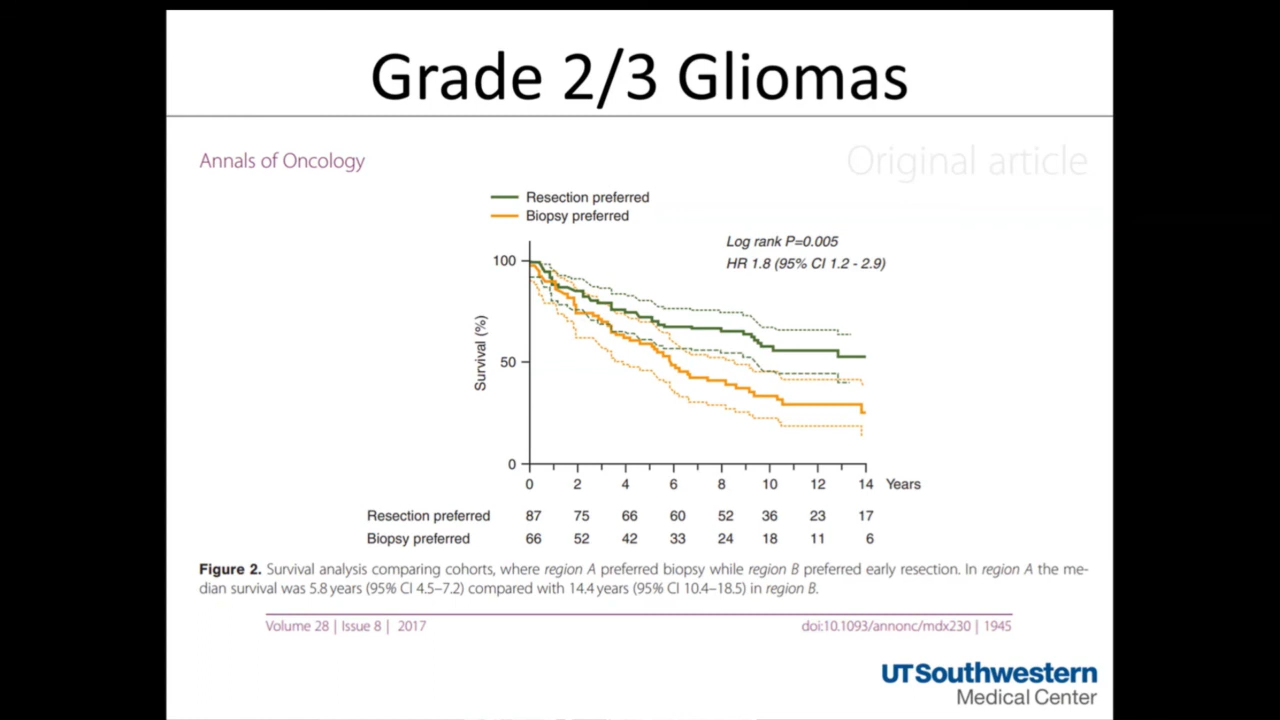 Grade 2/3 Gliomas
Annals of Oncology
Original article
Resection preferred
Biopsy preferred
Log rank P=0.005
HR 1.8 (95% CI 1.2 - 2.9)
100
50
0
Survival (%)
0 2 4 6 8 10 12 14 Years
Resection preferred 87 75 66 60 52 36 23 17
Biopsy preferred 66 52 42 33 24 18 11 6
Figure 2. Survival analysis comparing cohorts, where region A preferred biopsy while region B preferred early resection. In region A the me-
dian survival was 5.8 years (95% CI 4.5–7.2) compared with 14.4 years (95% CI 10.4–18.5) in region B.
Volume 28 | Issue 8 | 2017
doi:10.1093/annonc/mdx230 | 1945
UTSouthwestern
Medical Center